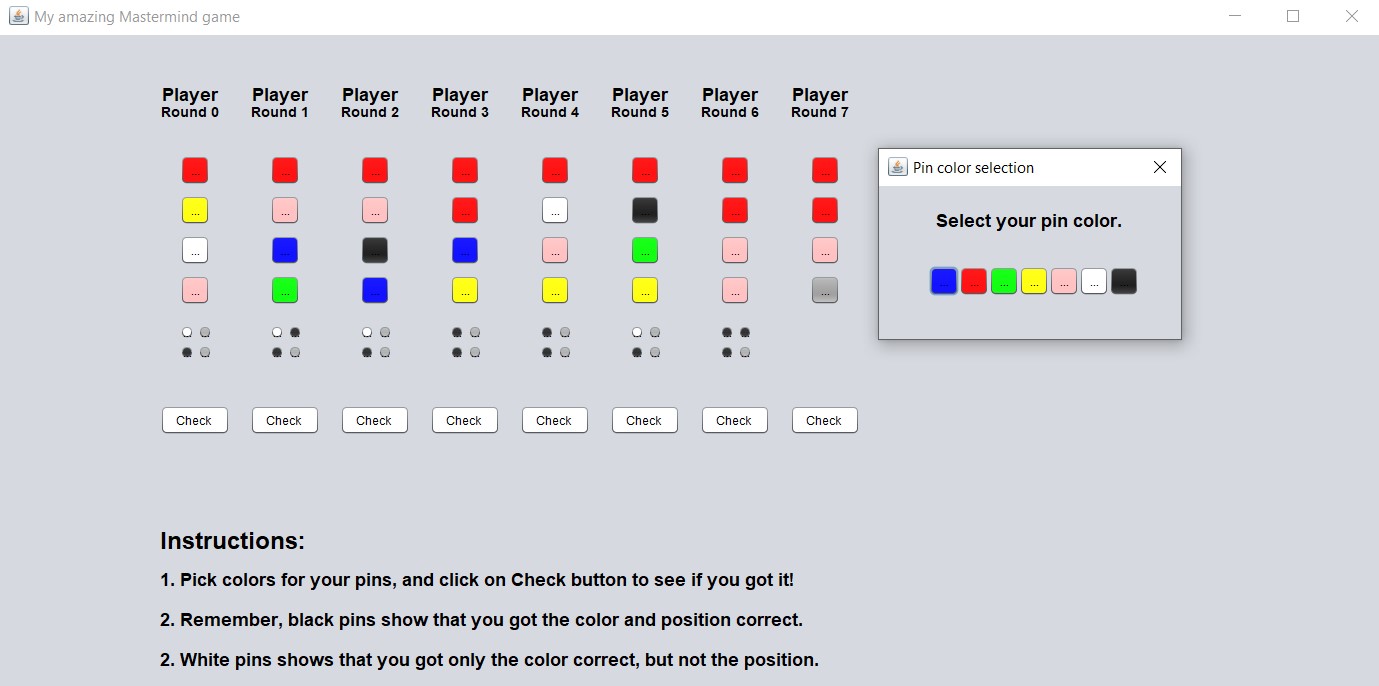 My amazing Mastermind game
Player Player Player Player Player Player Player Player
Round 0 Round 1 Round 2 Round 3 Round 4 Round 5 Round 6 Round 7
... ... ... ... ... ... ... ...
... ... ... ... ... ... ... ...
... ... ... ... ... ... ... ...
... ... ... ... ... ... ... ...
Check Check Check Check Check Check Check Check
Pin color selection
Select your pin color.
... ... ... ... ... ... ...
Instructions:
1. Pick colors for your pins, and click on Check button to see if you got it!
2. Remember, black pins show that you got the color and position correct.
2. White pins shows that you got only the color correct, but not the position.